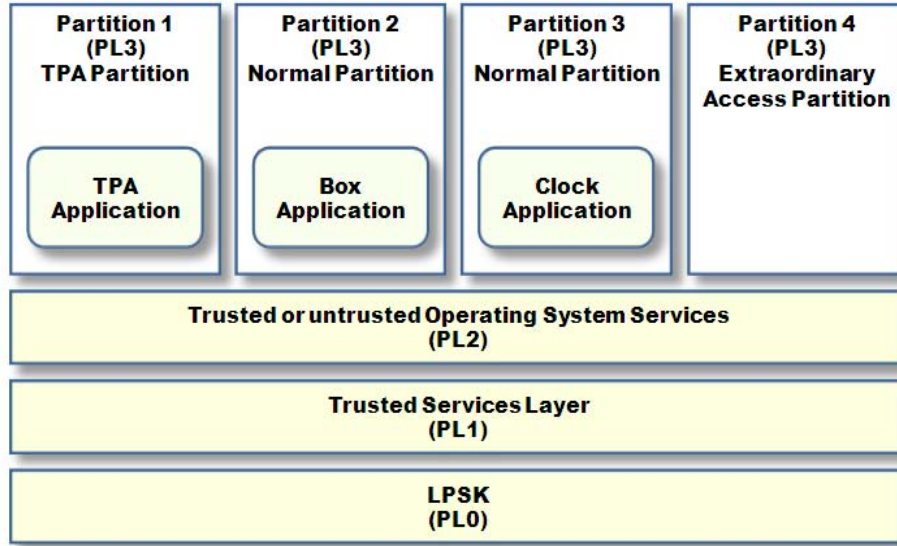 Partition 1
(PL3)
TPA Partition
TPA
Application
Partition 2
(PL3)
Normal Partition
Box
Application
Partition 3
(PL3)
Normal Partition
Clock
Application
Partition 4
(PL3)
Extraordinary
Access Partition
Trusted or untrusted Operating System Services
(PL2)
Trusted Services Layer
(PL1)
LPSK
(PL0)